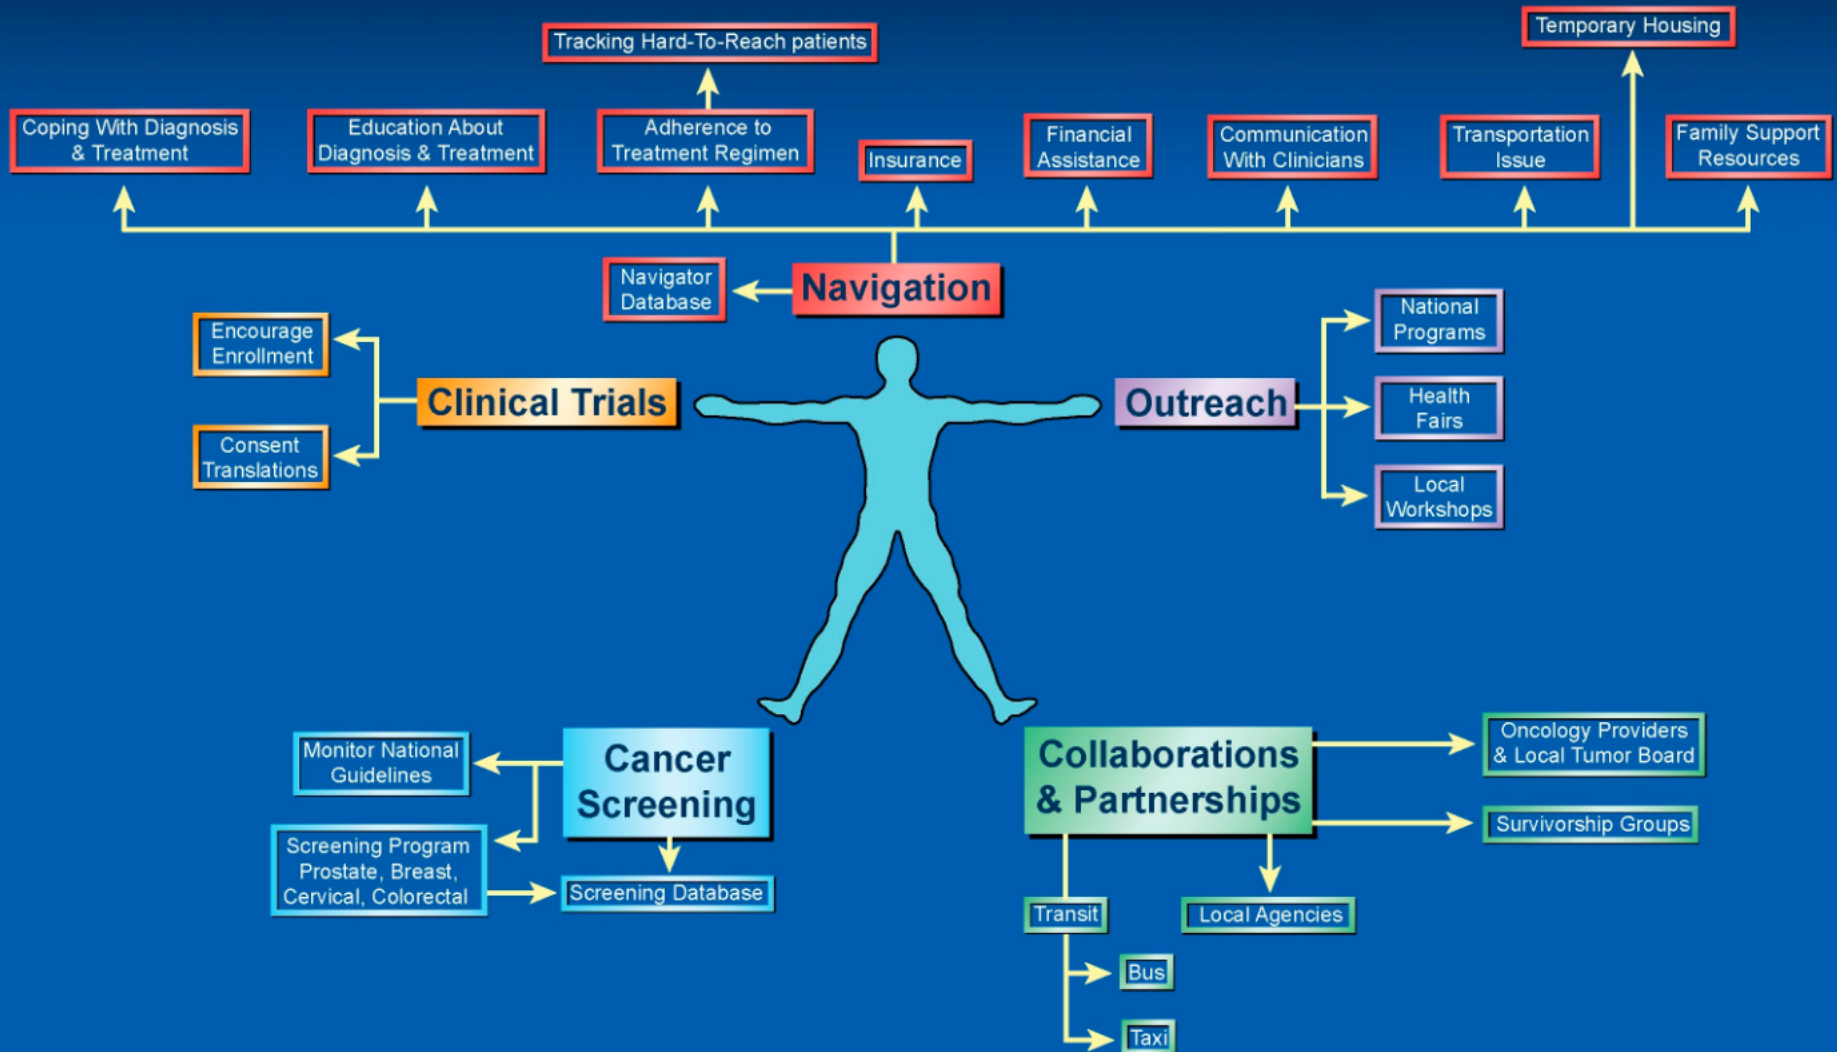 Tracking Hard-To-Reach patients
Temporary Housing
Coping With Diagnosis
& Treatment
Education About
Diagnosis & Treatment
Adherence to
Treatment Regimen
Insurance
Financial
Assistance
Communication
With Clinicians
Transportation
Issue
Family Support
Resources
Navigator
Database
Navigation
Encourage
Enrollment
Consent
Translations
Clinical Trials
Outreach
National
Programs
Health
Fairs
Local
Workshops
Monitor National
Guidelines
Screening Program
Prostate, Breast,
Cervical, Colorectal
Cancer
Screening
Screening Database
Collaborations
& Partnerships
Oncology Providers
& Local Tumor Board
Survivorship Groups
Transit
Local Agencies
Bus
Taxi